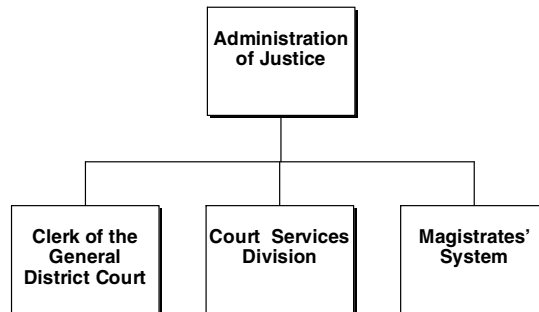 Administration
of Justice
Clerk of the
General
District Court
Court Services
Division
Magistrates'
System